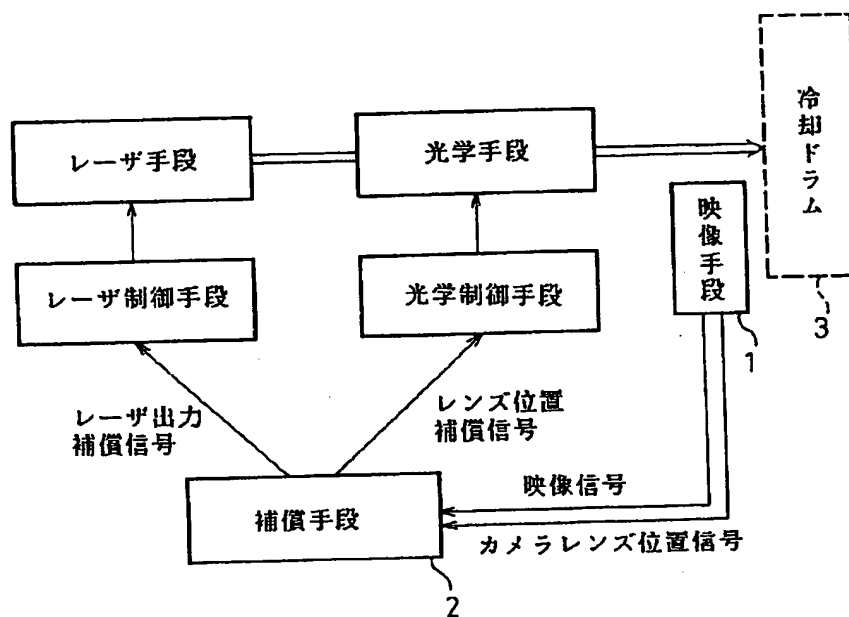 レーザ手段
光学手段
冷却ドラム
映像手段
レーザ制御手段
光学制御手段
3
1
レーザ出力
補償信号
レンズ位置
補償信号
映像信号
補償手段
カメラレンズ位置信号
2